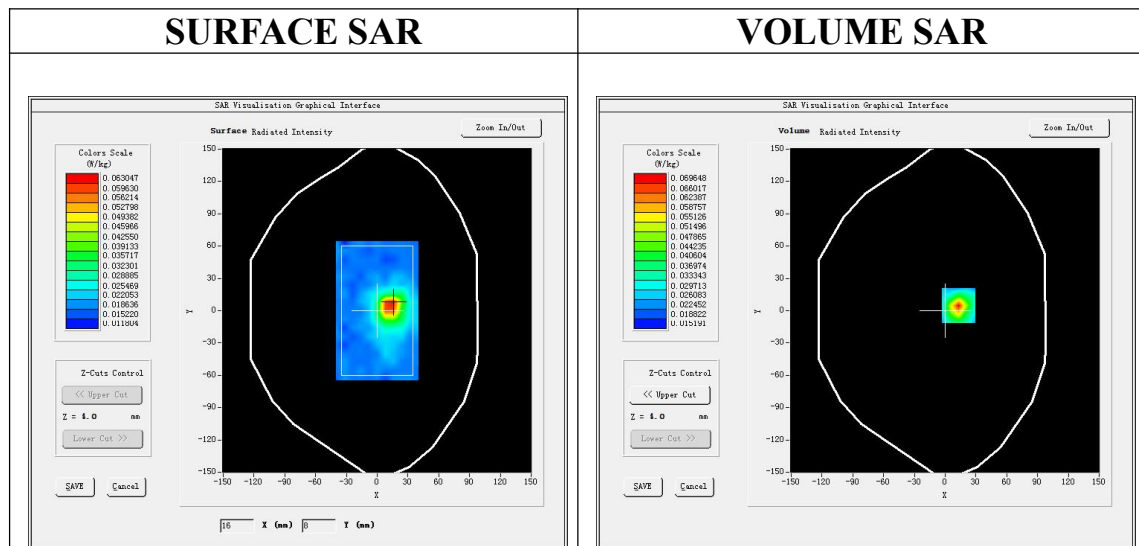 SURFACE SAR
VOLUME SAR
SAR Visualisation Graphical Interface
Surface Radiated Intensity
Zoom In/Out
Colors Scale
(W/kg)
0.063047
0.059630
0.056214
0.052798
0.049382
0.045966
0.042550
0.039133
0.035717
0.032301
0.028885
0.025469
0.022053
0.018636
0.015220
0.011804
Z-Cuts Control
<< Upper Cut
Z = 4.0 mm
Lower Cut >>
SAVE
Cancel
150
120
90
60
30
0
-30
-60
-90
-120
-150
Y
-150 -120 -90 -60 -30 0 30 60 90 120 150
X
16 X (mm) 8 Y (mm)
SAR Visualisation Graphical Interface
Volume Radiated Intensity
Zoom In/Out
Colors Scale
(W/kg)
0.069648
0.066017
0.062387
0.058757
0.055126
0.051496
0.047865
0.044235
0.040604
0.036974
0.033343
0.029713
0.026083
0.022452
0.018822
0.015191
Z-Cuts Control
<< Upper Cut
Z = 4.0 mm
Lower Cut >>
SAVE
Cancel
150
120
90
60
30
0
-30
-60
-90
-120
-150
Y
-150 -120 -90 -60 -30 0 30 60 90 120 150
X